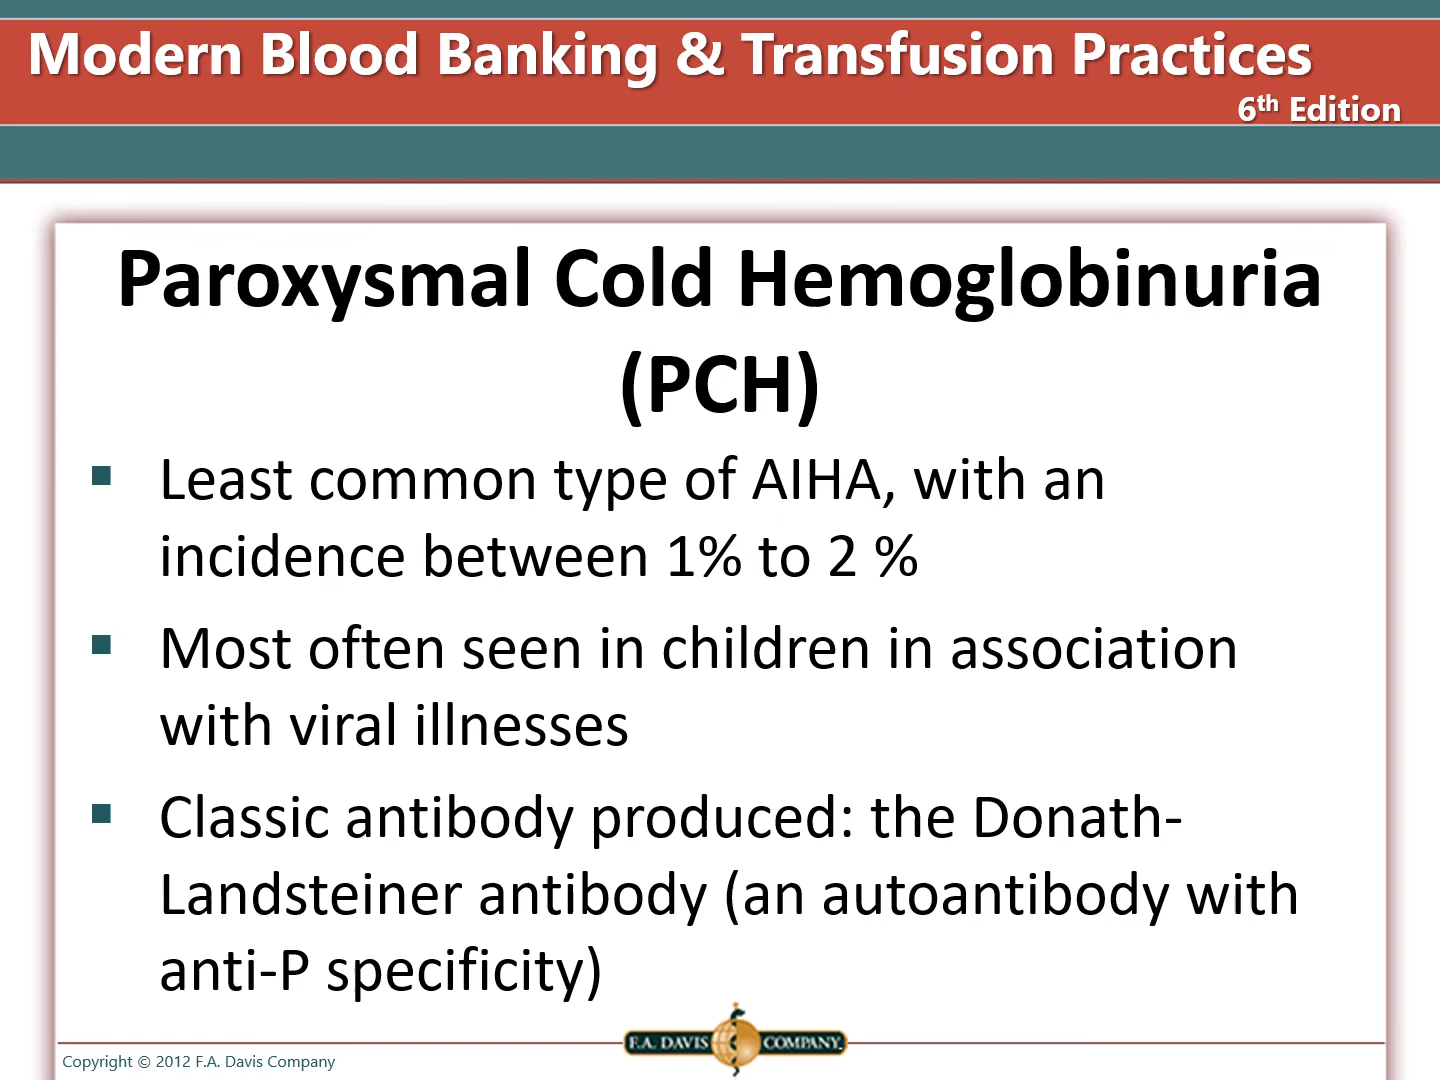 Modern Blood Banking & Transfusion Practices
6th Edition
Paroxysmal Cold Hemoglobinuria
(PCH)
▪ Least common type of AIHA, with an
incidence between 1% to 2 %
▪ Most often seen in children in association
with viral illnesses
▪ Classic antibody produced: the Donath-
Landsteiner antibody (an autoantibody with
anti-P specificity)
F.A. DAVIS COMPANY
Copyright © 2012 F.A. Davis Company